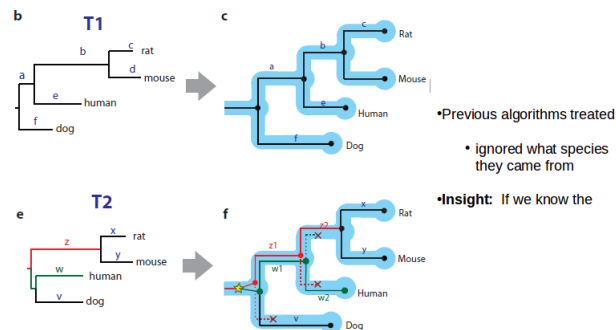 b T1 c
c
rat
c
Rat
b
b
a
d
mouse
a
Mouse
e
human
e
Human
f
dog
f
Dog
•Previous algorithms treated
• ignored what species
they came from
•Insight: If we know the
T2
e f
x
rat
x
Rat
z
z2
y
mouse
z1
y
Mouse
w
human
w1
w2
Human
v
dog
v
Dog